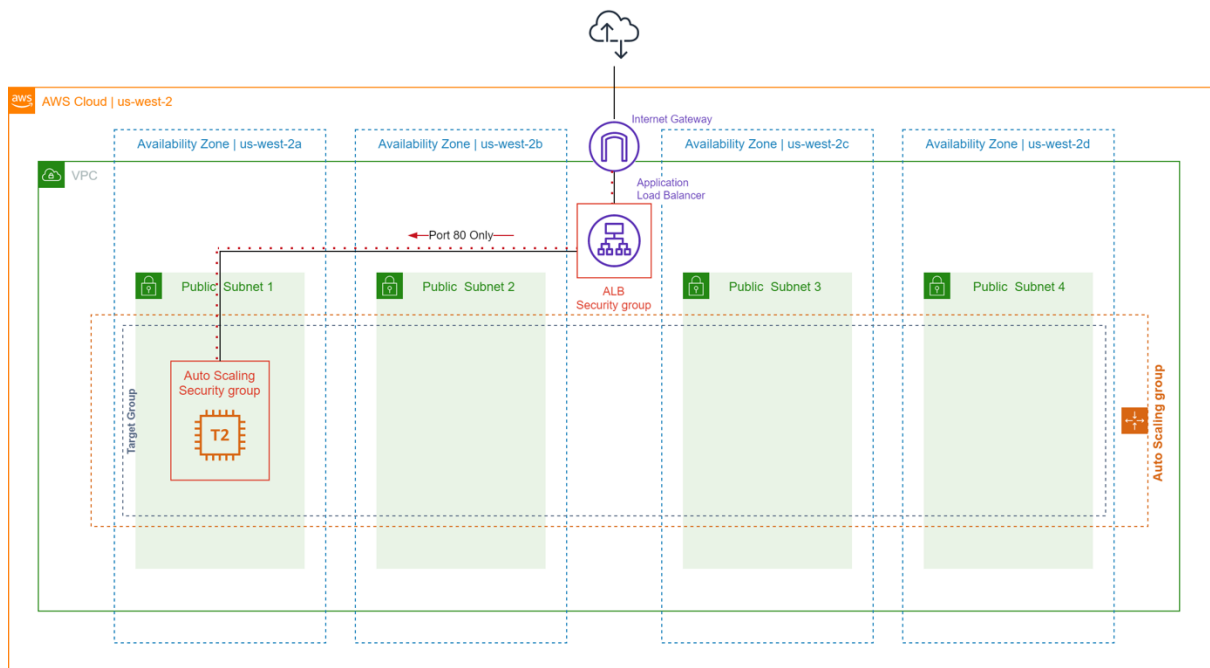 aws
AWS Cloud | us-west-2
Internet Gateway
Availability Zone | us-west-2a
Availability Zone | us-west-2b
Availability Zone | us-west-2c
Availability Zone | us-west-2d
VPC
Application
Load Balancer
Port 80 Only
ALB
Security group
Public Subnet 1
Public Subnet 2
Public Subnet 3
Public Subnet 4
Auto Scaling
Security group
T2
Target Group
Auto Scaling group